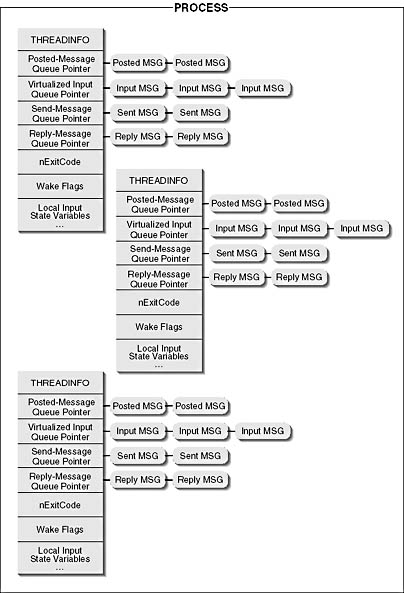 PROCESS
THREADINFO
Posted-Message
Queue Pointer
Posted MSG Posted MSG
Virtualized Input
Queue Pointer
Input MSG Input MSG Input MSG
Send-Message
Queue Pointer
Sent MSG Sent MSG
Reply-Message
Queue Pointer
Reply MSG Reply MSG
nExitCode
Wake Flags
Local Input
State Variables
...
THREADINFO
Posted-Message
Queue Pointer
Posted MSG Posted MSG
Virtualized Input
Queue Pointer
Input MSG Input MSG Input MSG
Send-Message
Queue Pointer
Sent MSG Sent MSG
Reply-Message
Queue Pointer
Reply MSG Reply MSG
nExitCode
Wake Flags
Local Input
State Variables
...
THREADINFO
Posted-Message
Queue Pointer
Posted MSG Posted MSG
Virtualized Input
Queue Pointer
Input MSG Input MSG Input MSG
Send-Message
Queue Pointer
Sent MSG Sent MSG
Reply-Message
Queue Pointer
Reply MSG Reply MSG
nExitCode
Wake Flags
Local Input
State Variables
...